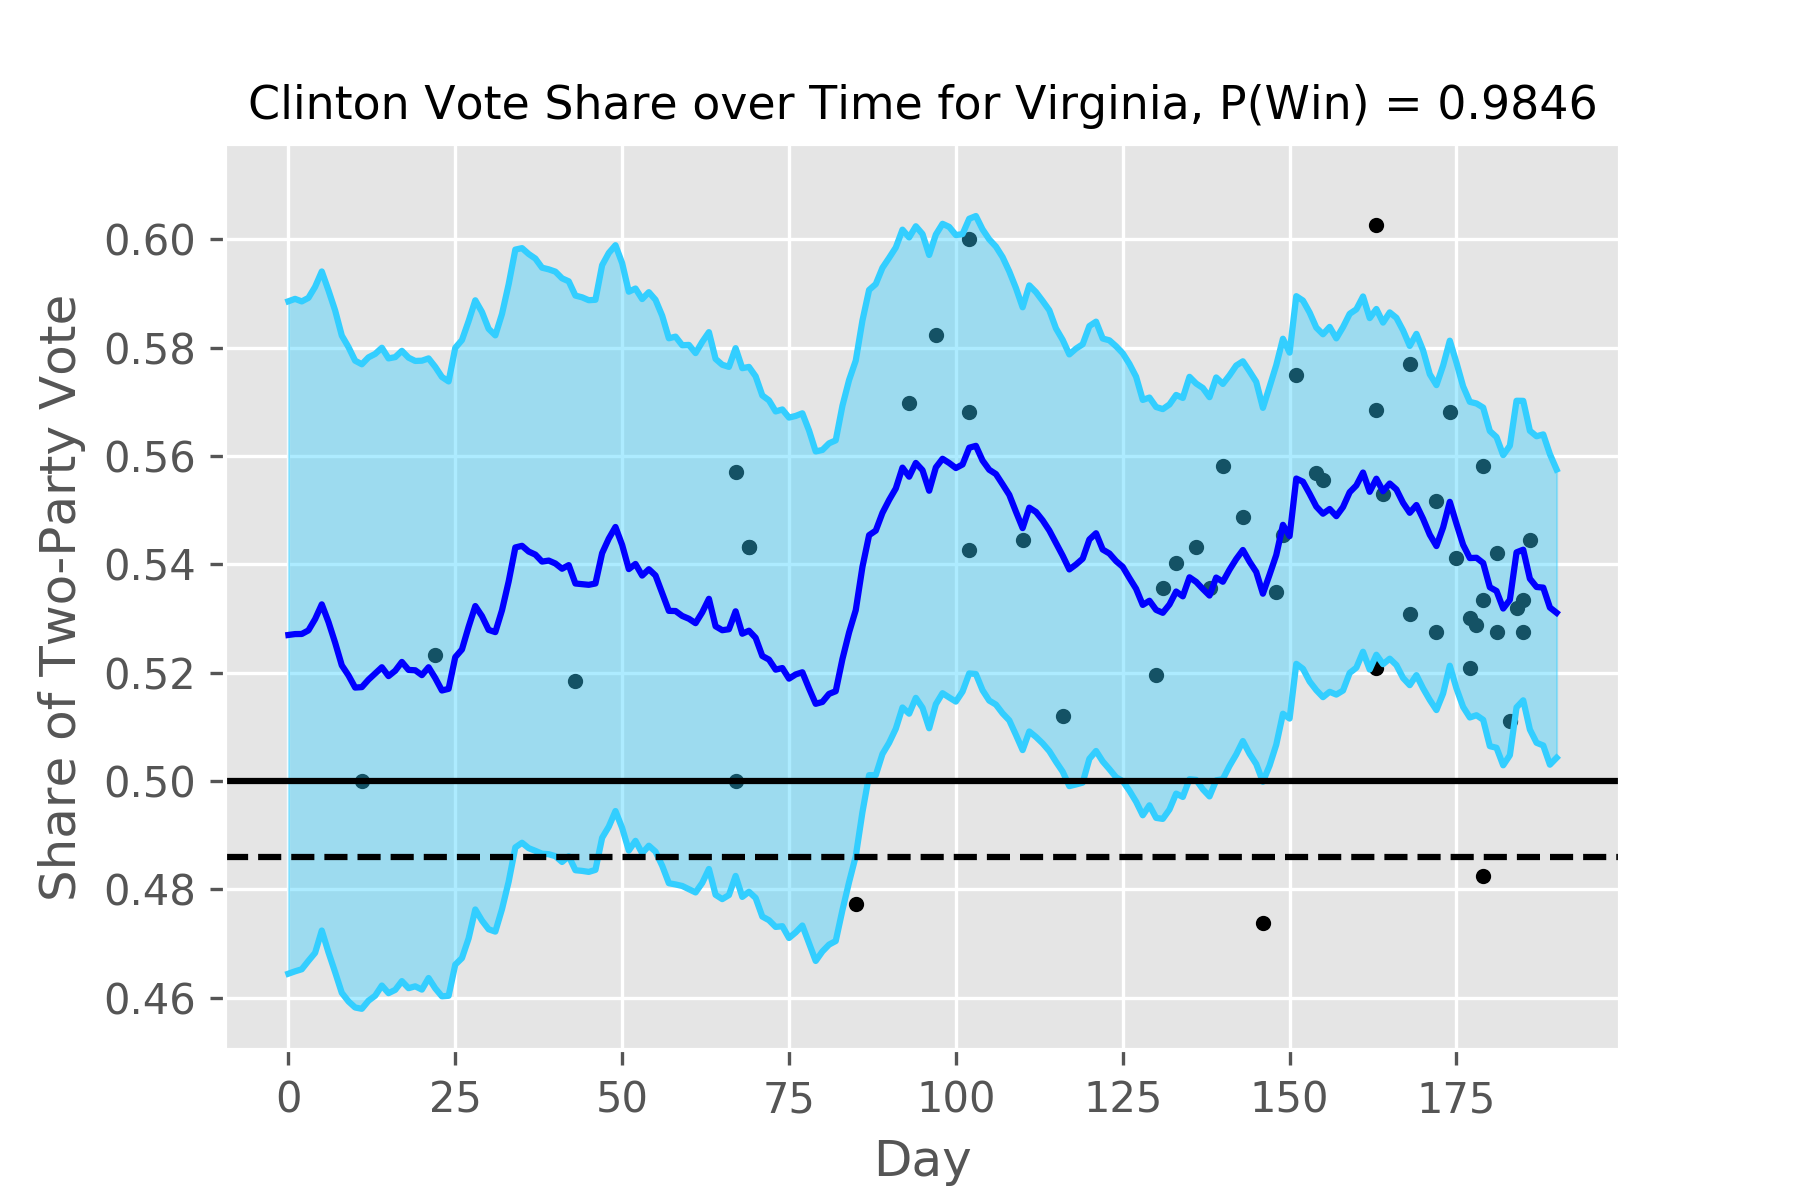 Clinton Vote Share over Time for Virginia, P(Win) = 0.9846
Share of Two-Party Vote
0.60
0.58
0.56
0.54
0.52
0.50
0.48
0.46
0 25 50 75 100 125 150 175
Day